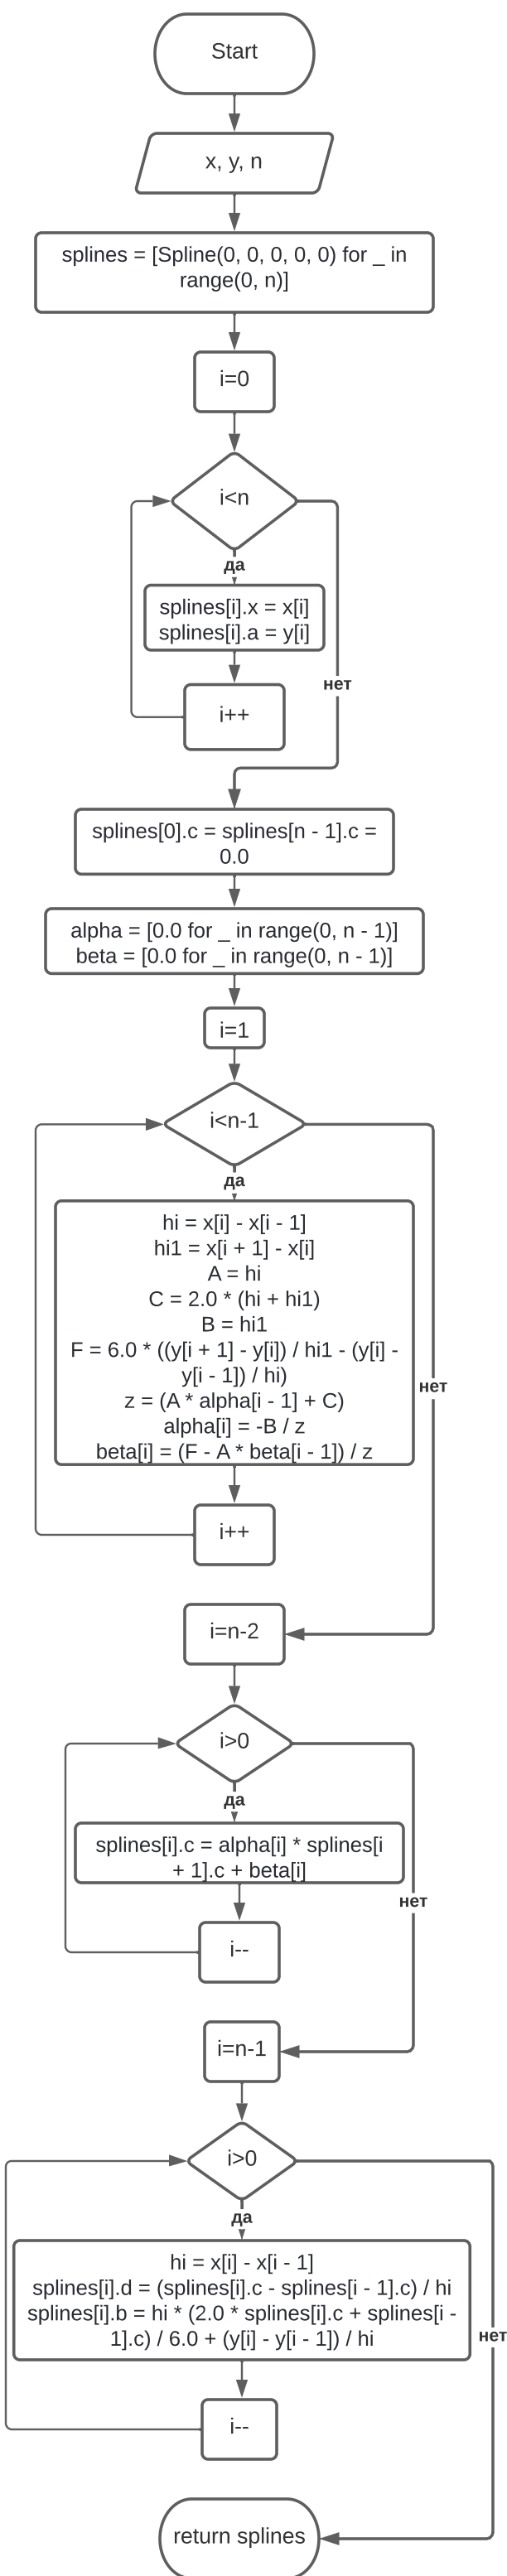 Start
x, y, n
splines = [Spline(0, 0, 0, 0, 0) for _ in
range(0, n)]
i=0
i<n
да
splines[i].x = x[i]
splines[i].a = y[i]
нет
i++
splines[0].c = splines[n - 1].c =
0.0
alpha = [0.0 for _ in range(0, n - 1)]
beta = [0.0 for _ in range(0, n - 1)]
i=1
i<n-1
да
hi = x[i] - x[i - 1]
hi1 = x[i + 1] - x[i]
A = hi
C = 2.0 * (hi + hi1)
B = hi1
F = 6.0 * ((y[i + 1] - y[i]) / hi1 - (y[i] -
y[i - 1]) / hi)
z = (A * alpha[i - 1] + C)
alpha[i] = -B / z
beta[i] = (F - A * beta[i - 1]) / z
нет
i++
i=n-2
i>0
да
splines[i].c = alpha[i] * splines[i
+ 1].c + beta[i]
нет
i--
i=n-1
i>0
да
hi = x[i] - x[i - 1]
splines[i].d = (splines[i].c - splines[i - 1].c) / hi
splines[i].b = hi * (2.0 * splines[i].c + splines[i -
1].c) / 6.0 + (y[i] - y[i - 1]) / hi
нет
i--
return splines